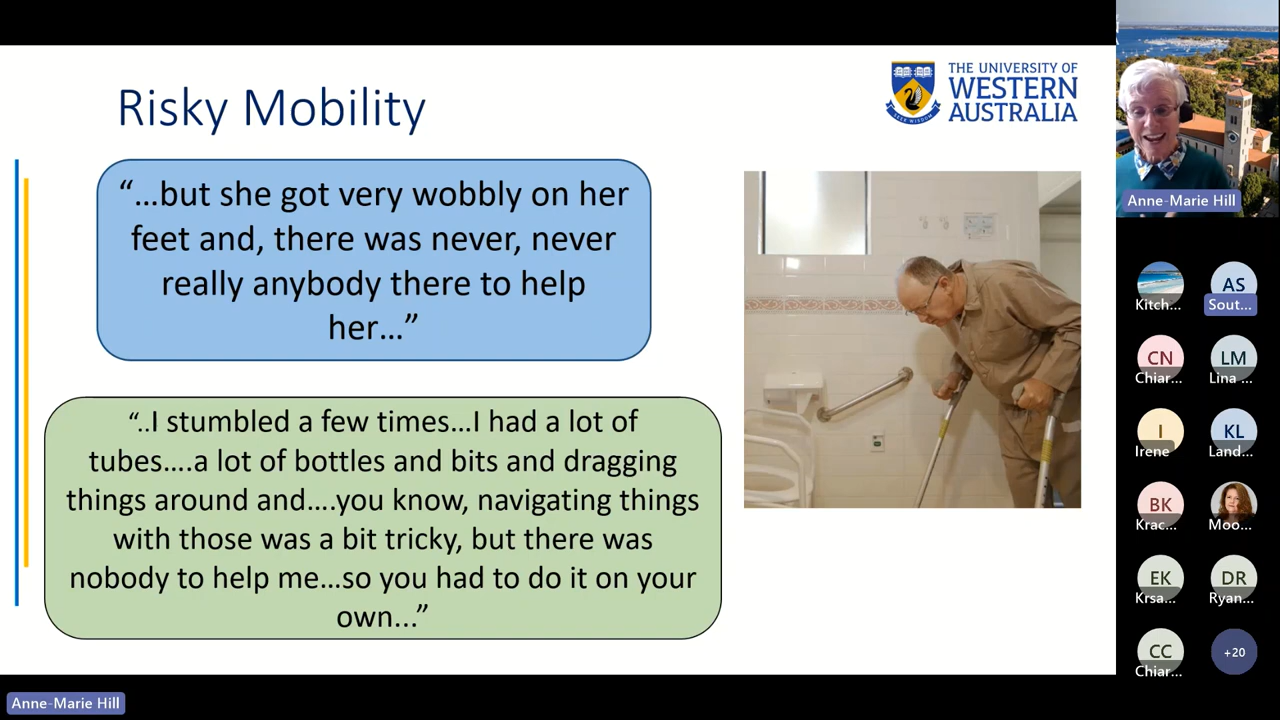 Risky Mobility
THE UNIVERSITY OF
WESTERN
AUSTRALIA
SEEK WISDOM
“...but she got very wobbly on her
feet and, there was never, never
really anybody there to help
her...”
“..I stumbled a few times...I had a lot of
tubes....a lot of bottles and bits and dragging
things around and....you know, navigating things
with those was a bit tricky, but there was
nobody to help me...so you had to do it on your
own...”
Anne-Marie Hill
Kitch...
AS
Sout...
CN
Chiar...
LM
Lina ...
I
Irene
KL
Land...
BK
Krac...
Moo...
EK
Krsa...
DR
Ryan...
CC
Chiar...
+20
Anne-Marie Hill